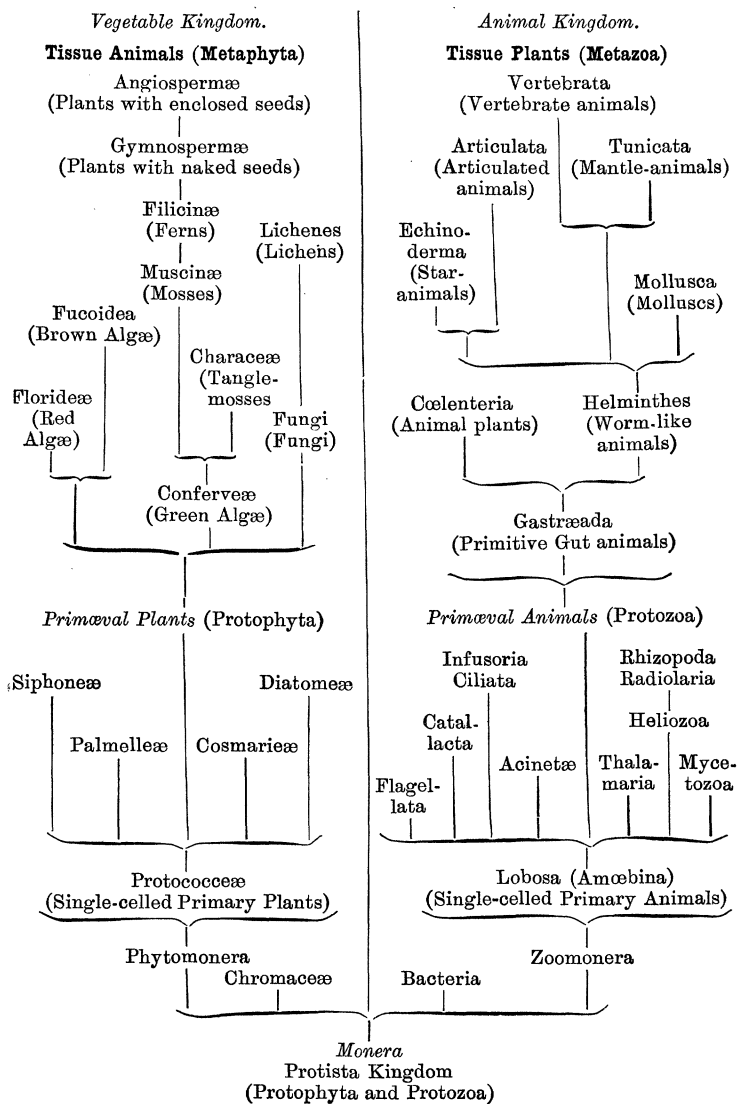 Vegetable Kingdom.
Tissue Animals (Metaphyta)
Angiospermæ
(Plants with enclosed seeds)
Gymnospermæ
(Plants with naked seeds)
Filicinæ
(Ferns)
Lichenes
(Lichens)
Muscinæ
(Mosses)
Fucoidea
(Brown Algæ)
Characeæ
(Tangle-
mosses
Florideæ
(Red
Algæ)
Fungi
(Fungi)
Conferveæ
(Green Algæ)
Primœval Plants (Protophyta)
Siphoneæ
Diatomeæ
Palmelleæ
Cosmarieæ
Protococceæ
(Single-celled Primary Plants)
Phytomonera
Chromaceæ
Animal Kingdom.
Tissue Plants (Metazoa)
Vertebrata
(Vertebrate animals)
Articulata
(Articulated
animals)
Tunicata
(Mantle-animals)
Echino-
derma
(Star-
animals)
Mollusca
(Molluscs)
Cœlenteria
(Animal plants)
Helminthes
(Worm-like
animals)
Gastræada
(Primitive Gut animals)
Primœval Animals (Protozoa)
Infusoria
Ciliata
Rhizopoda
Radiolaria
Heliozoa
Catal-
lacta
Acinetæ
Thala-
maria
Myce-
tozoa
Flagel-
lata
Lobosa (Amœbina)
(Single-celled Primary Animals)
Zoomonera
Bacteria
Monera
Protista Kingdom
(Protophyta and Protozoa)